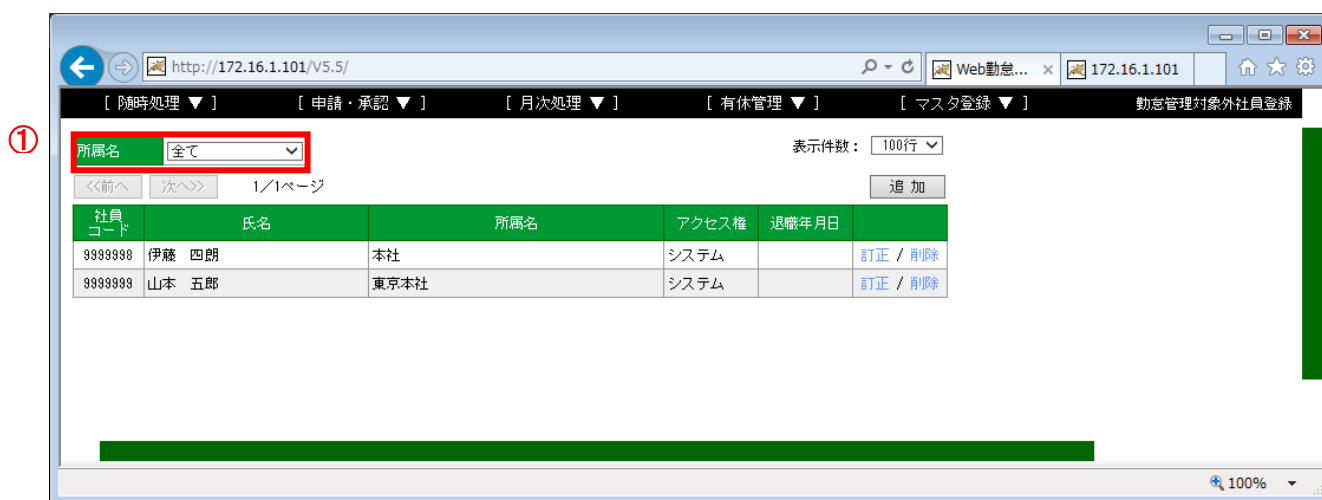 http://172.16.1.101/V5.5/ Web勤怠... × 172.16.1.101
[ 随時処理 ▼ ] [ 申請・承認 ▼ ] [ 月次処理 ▼ ] [ 有休管理 ▼ ] [ マスタ登録 ▼ ] 勤怠管理対象外社員登録
① 所属名 全て 表示件数： 100行
<<前へ 次へ>> 1／1ページ 追 加
社員コード 氏名 所属名 アクセス権 退職年月日
9999998 伊藤 四朗 本社 システム 訂正 / 削除
9999999 山本 五郎 東京本社 システム 訂正 / 削除
100%